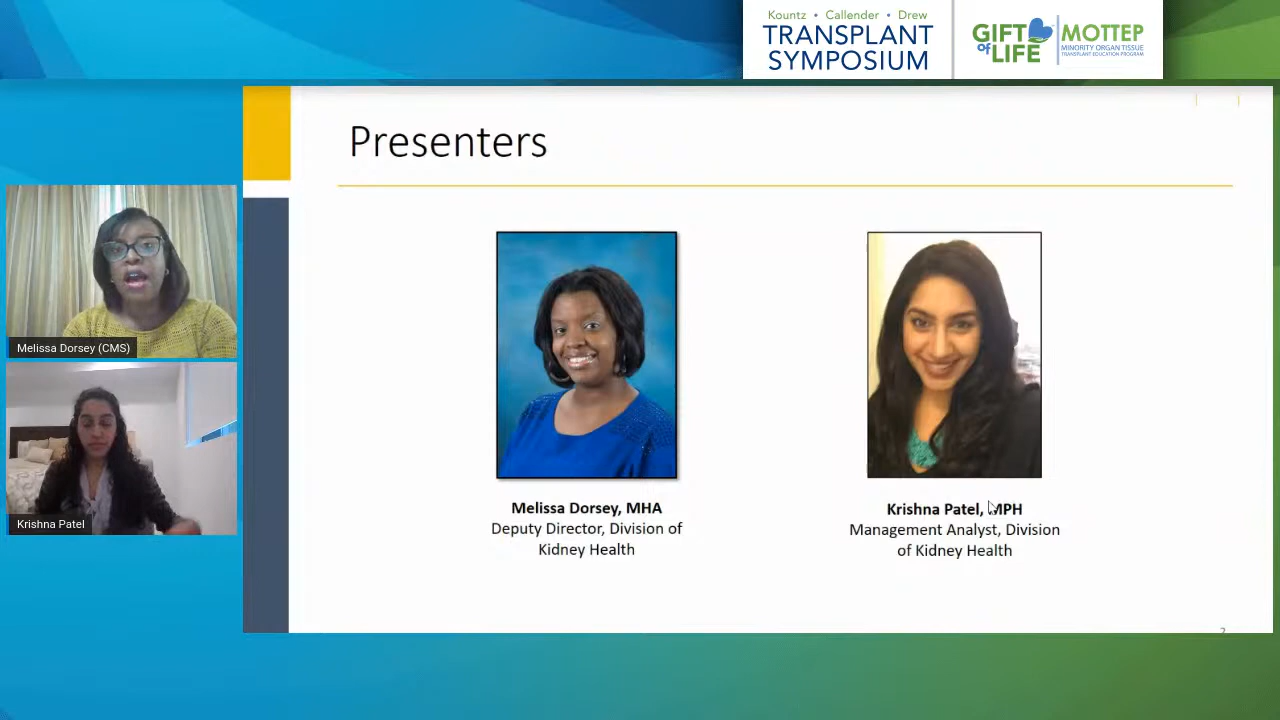 Kountz • Callender • Drew
TRANSPLANT
SYMPOSIUM
GIFT
of LIFE
MOTTEP
MINORITY ORGAN TISSUE
TRANSPLANT EDUCATION PROGRAM
Presenters
Melissa Dorsey (CMS)
Krishna Patel
Melissa Dorsey, MHA
Deputy Director, Division of
Kidney Health
Krishna Patel, MPH
Management Analyst, Division
of Kidney Health
2